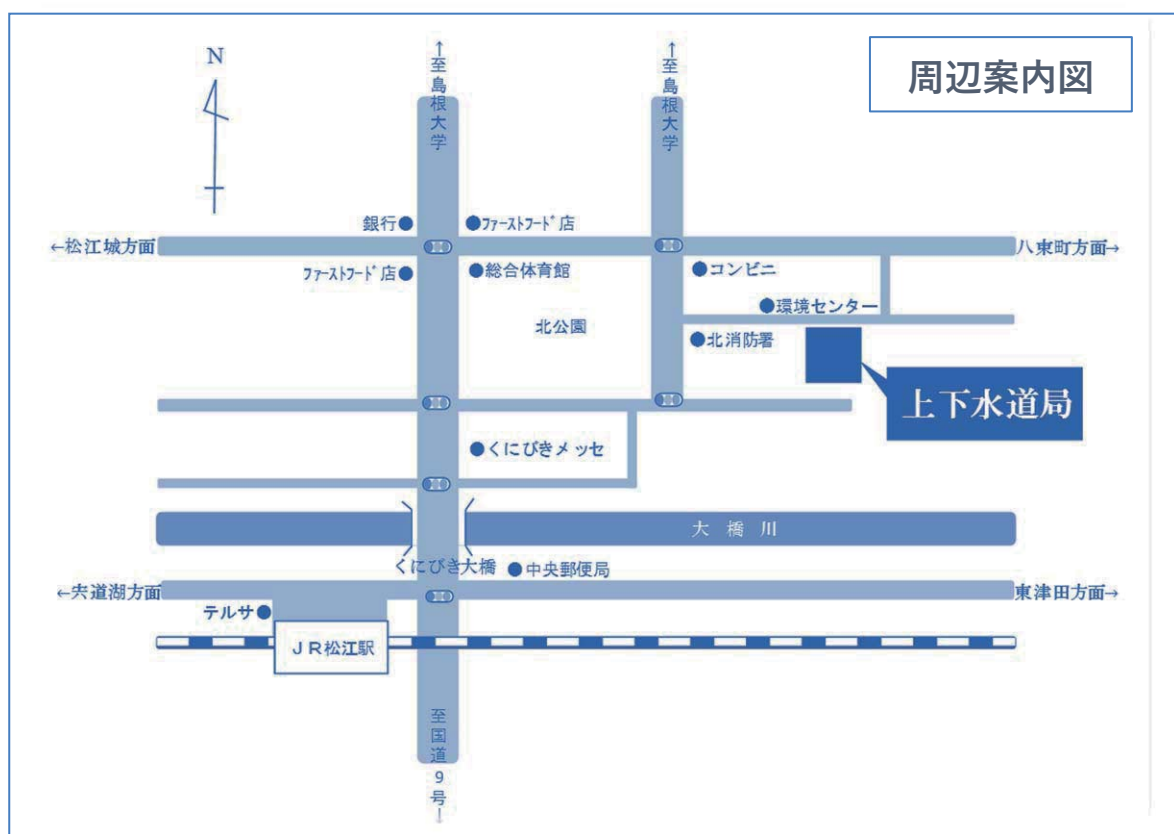 周辺案内図
N
↑至島根大学
↑至島根大学
銀行
ファーストフード店
←松江城方面
八束町方面→
ファーストフード店
総合体育館
コンビニ
環境センター
北公園
北消防署
上下水道局
くにびきメッセ
大橋川
くにびき大橋
中央郵便局
←宍道湖方面
東津田方面→
テルサ
JR松江駅
至国道9号↓